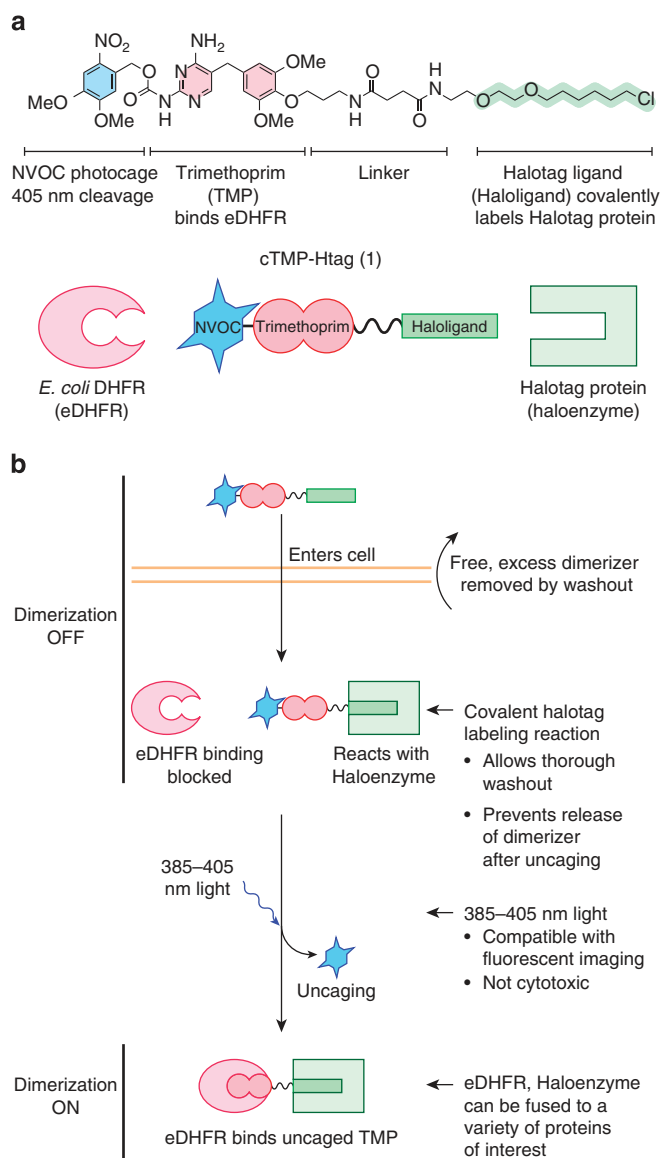 a
NO₂
NH₂
O
N
N
O
N
H
MeO
OMe
OMe
OMe
O
H
N
O
O
H
N
O
O
Cl
NVOC photocage
405 nm cleavage
Trimethoprim
(TMP)
binds eDHFR
Linker
Halotag ligand
(Haloligand) covalently
labels Halotag protein
cTMP-Htag (1)
NVOC
Trimethoprim
Haloligand
E. coli DHFR
(eDHFR)
Halotag protein
(haloenzyme)
b
Enters cell
Free, excess dimerizer
removed by washout
Dimerization
OFF
eDHFR binding
blocked
Reacts with
Haloenzyme
Covalent halotag
labeling reaction
• Allows thorough
washout
• Prevents release
of dimerizer
after uncaging
385–405
nm light
Uncaging
385–405 nm light
• Compatible with
fluorescent imaging
• Not cytotoxic
Dimerization
ON
eDHFR binds uncaged TMP
eDHFR, Haloenzyme
can be fused to a
variety of proteins
of interest